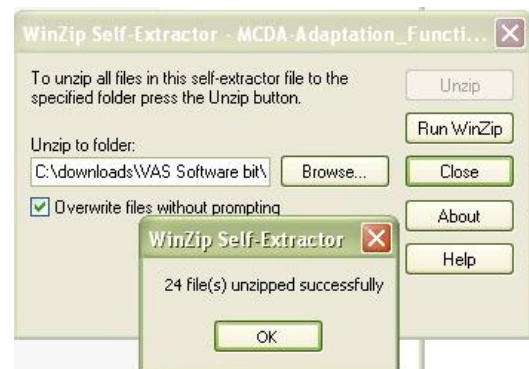 WinZip Self-Extractor - MCDA-Adaptation_Functi...
To unzip all files in this self-extractor file to the
specified folder press the Unzip button.
Unzip to folder:
C:\downloads\VAS Software bit\
Browse...
Overwrite files without prompting
Unzip
Run WinZip
Close
About
Help
WinZip Self-Extractor
24 file(s) unzipped successfully
OK